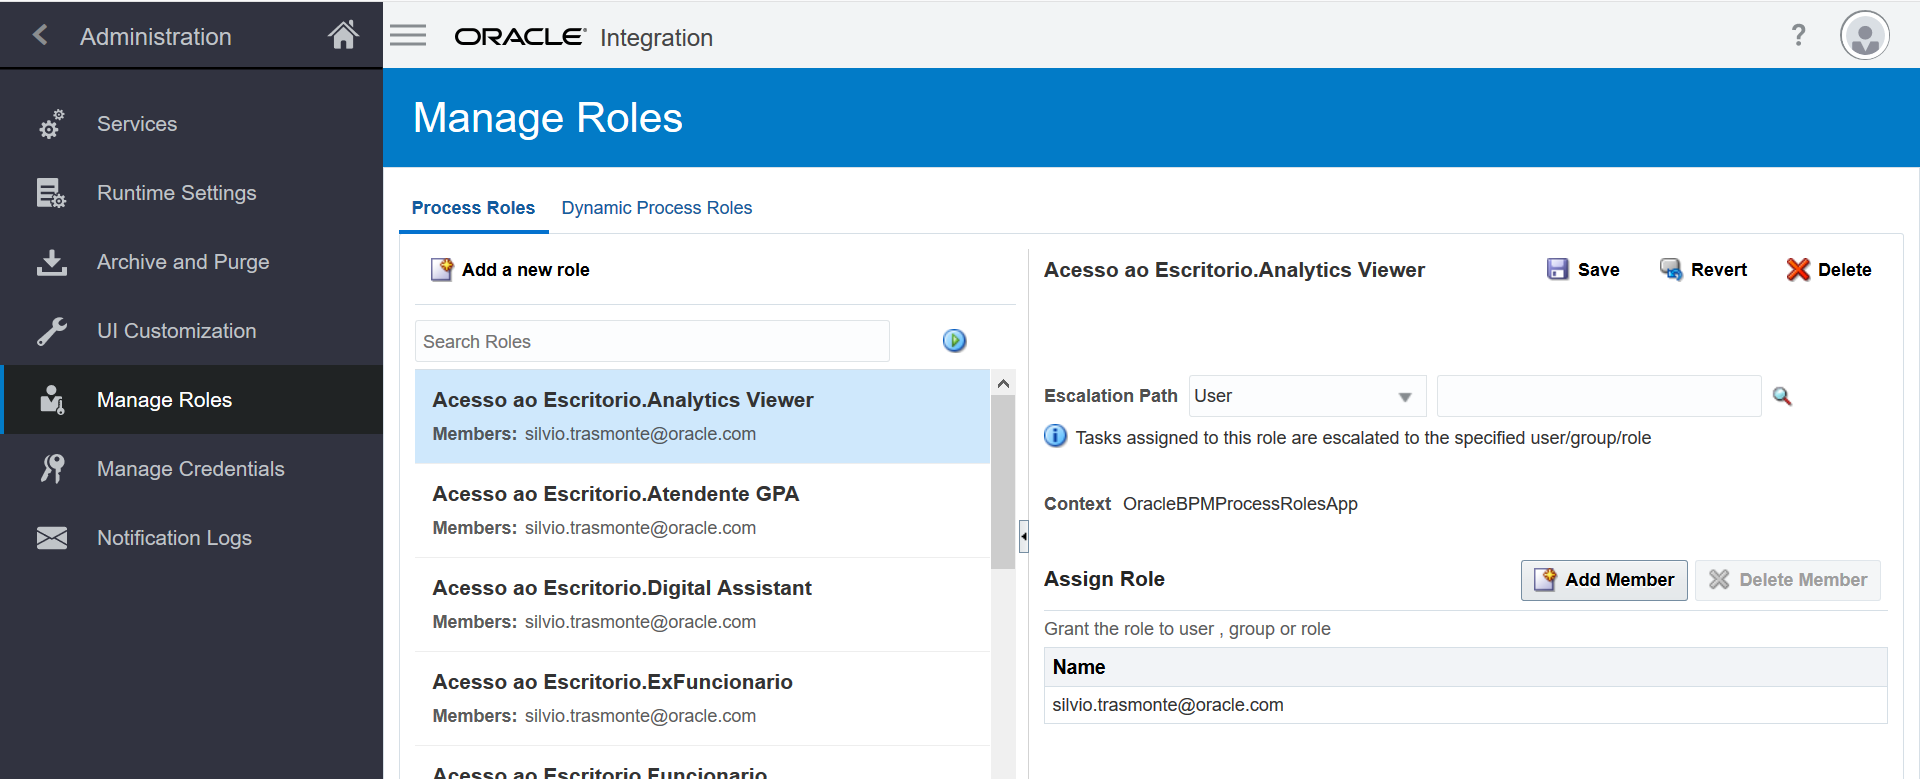 Administration
ORACLE Integration
?
Services
Runtime Settings
Archive and Purge
UI Customization
Manage Roles
Manage Credentials
Notification Logs
Manage Roles
Process Roles
Dynamic Process Roles
Add a new role
Search Roles
Acesso ao Escritorio.Analytics Viewer
Members: silvio.trasmonte@oracle.com
Acesso ao Escritorio.Atendente GPA
Members: silvio.trasmonte@oracle.com
Acesso ao Escritorio.Digital Assistant
Members: silvio.trasmonte@oracle.com
Acesso ao Escritorio.ExFuncionario
Members: silvio.trasmonte@oracle.com
Acesso ao Escritorio.Funcionario
Acesso ao Escritorio.Analytics Viewer
Save
Revert
Delete
Escalation Path User
Tasks assigned to this role are escalated to the specified user/group/role
Context OracleBPMProcessRolesApp
Assign Role
Add Member
Delete Member
Grant the role to user , group or role
Name
silvio.trasmonte@oracle.com